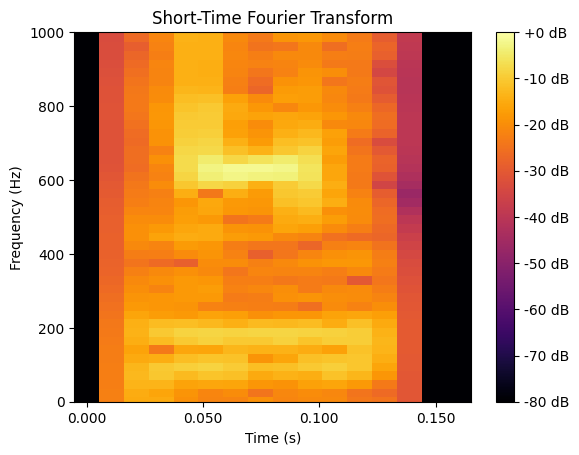 Short-Time Fourier Transform
1000
800
600
400
200
0
Frequency (Hz)
0.000
0.050
0.100
0.150
Time (s)
+0 dB
-10 dB
-20 dB
-30 dB
-40 dB
-50 dB
-60 dB
-70 dB
-80 dB